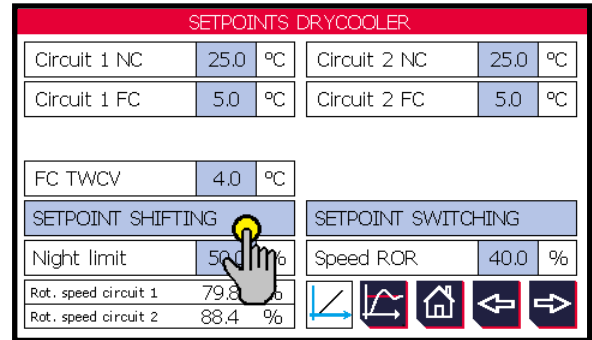 SETPOINTS DRYCOOLER
Circuit 1 NC 25.0 ºC Circuit 2 NC 25.0 ºC
Circuit 1 FC 5.0 ºC Circuit 2 FC 5.0 ºC
FC TWCV 4.0 ºC
SETPOINT SHIFTING SETPOINT SWITCHING
Night limit % Speed ROR 40.0 %
Rot. speed circuit 1 79.8 %
Rot. speed circuit 2 88.4 %